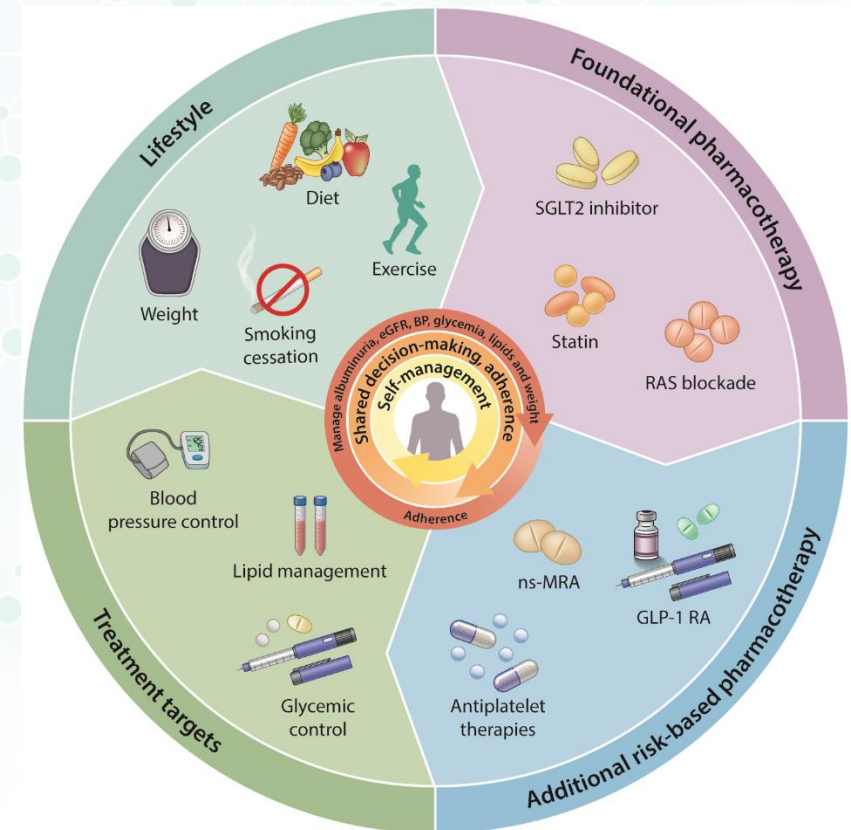 Lifestyle
Diet
Exercise
Weight
Smoking
cessation
Foundational pharmacotherapy
SGLT2 inhibitor
Statin
RAS blockade
Manage albuminuria, eGFR, BP, glycemia, lipids and weight
Shared decision-making, adherence
Self-management
Adherence
Treatment targets
Blood
pressure control
Lipid management
Glycemic
control
Additional risk-based pharmacotherapy
ns-MRA
GLP-1 RA
Antiplatelet
therapies